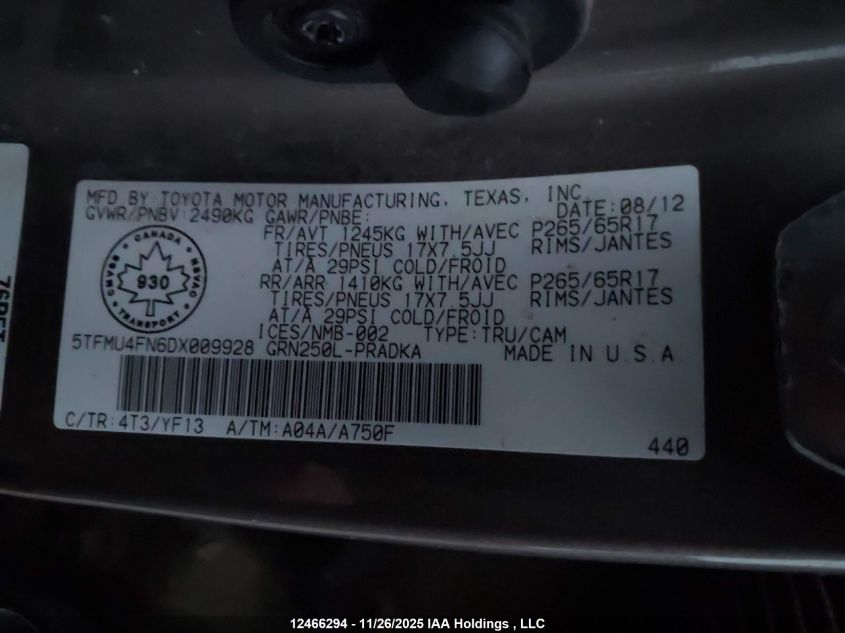 MFD BY TOYOTA MOTOR MANUFACTURING, TEXAS, INC.
GVWR/PNBV:2490KG GAWR/PNBE: DATE:08/12
FR/AVT 1245KG WITH/AVEC P265/65R17
TIRES/PNEUS 17X7.5JJ RIMS/JANTES
AT/A 29PSI COLD/FROID
RR/ARR 1410KG WITH/AVEC P265/65R17
TIRES/PNEUS 17X7.5JJ RIMS/JANTES
AT/A 29PSI COLD/FROID
ICES/NMB-002 TYPE:TRU/CAM
CANADA
CMVSS
930
NSVAC
TRANSPORT
5TFMU4FN6DX009928 GRN250L-PRADKA MADE IN U.S.A
C/TR:4T3/YF13 A/TM:A04A/A750F
440
12466294 - 11/26/2025 IAA Holdings , LLC